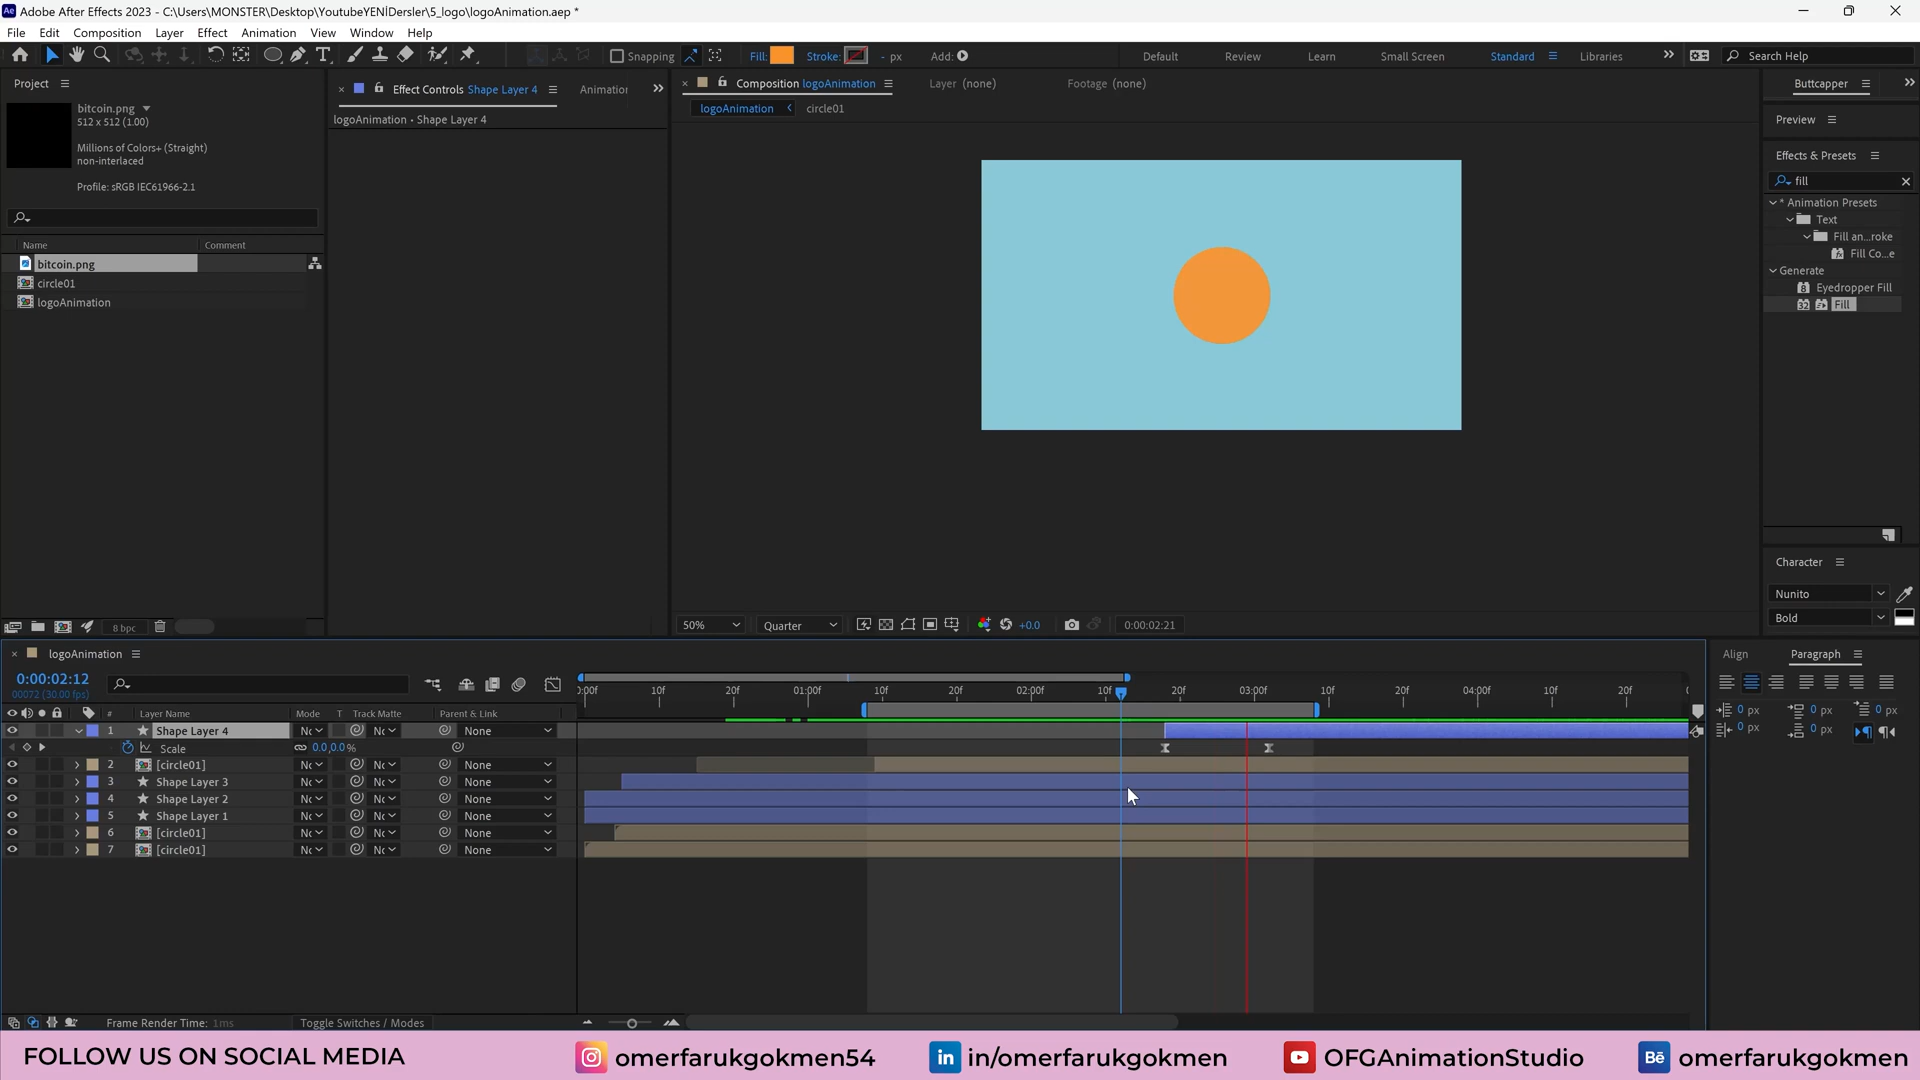 Adobe After Effects 2023 - C:\Users\MONSTER\Desktop\YoutubeYENİDersler\5_logo\logoAnimation.aep *
File Edit Composition Layer Effect Animation View Window Help
Snapping Fill: Stroke: - px Add: Default Review Learn Small Screen Standard Libraries Search Help
Project
Effect Controls Shape Layer 4 Animation
Composition logoAnimation Layer (none) Footage (none)
Buttcapper
logoAnimation circle01
bitcoin.png
512 x 512 (1.00)
Millions of Colors+ (Straight)
non-interlaced
Profile: sRGB IEC61966-2.1
logoAnimation • Shape Layer 4
Preview
Effects & Presets
fill
* Animation Presets
Text
Fill an...roke
Fill Co...e
Generate
Eyedropper Fill
32 Fill
Name Comment
bitcoin.png
circle01
logoAnimation
Character
Nunito
Bold
8 bpc
50% Quarter +0.0 0:00:02:21
logoAnimation
Align Paragraph
0:00:02:12
00072 (30.00 fps)
:00f 10f 20f 01:00f 10f 20f 02:00f 10f 20f 03:00f 10f 20f 04:00f 10f 20f
# Layer Name Mode T Track Matte Parent & Link
1 Shape Layer 4 Nc Nc None
Scale 0.0,0.0%
2 [circle01] Nc Nc None
3 Shape Layer 3 Nc Nc None
4 Shape Layer 2 Nc Nc None
5 Shape Layer 1 Nc Nc None
6 [circle01] Nc Nc None
7 [circle01] Nc Nc None
0 px 0 px 0 px
0 px 0 px
Frame Render Time: 1ms Toggle Switches / Modes
FOLLOW US ON SOCIAL MEDIA omerfarukgokmen54 in/omerfarukgokmen OFGAnimationStudio Bē omerfarukgokmen